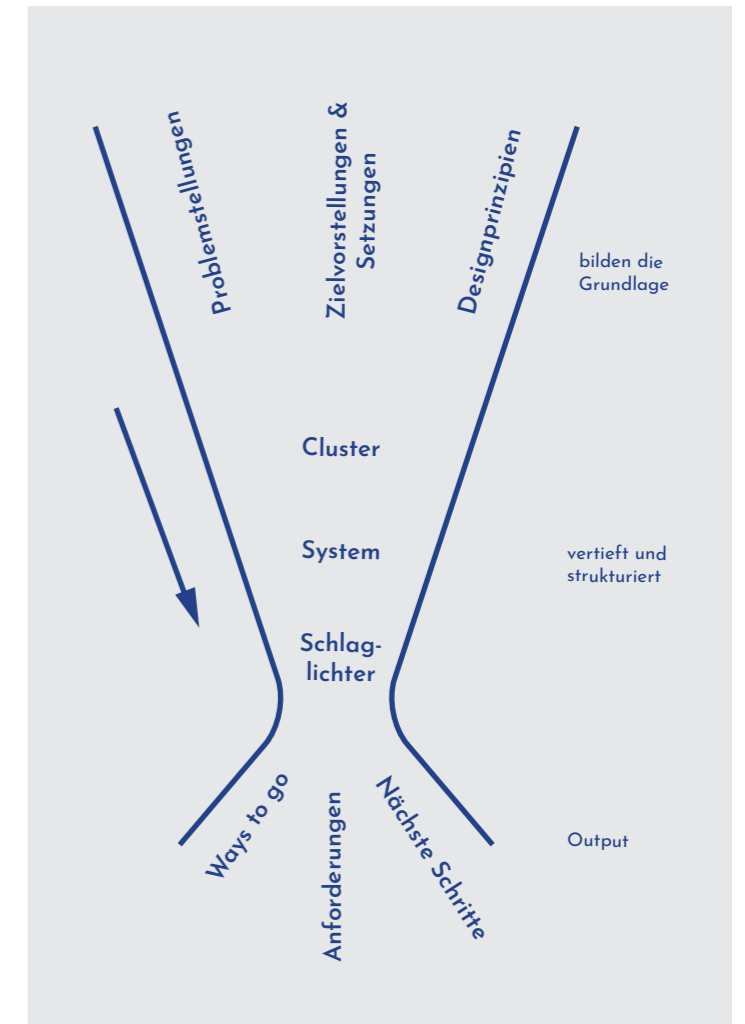 Problemstellungen
Zielvorstellungen &
Setzungen
Designprinzipien
bilden die
Grundlage
Cluster
System
vertieft und
strukturiert
Schlag-
lichter
Ways to go
Anforderungen
Nächste Schritte
Output